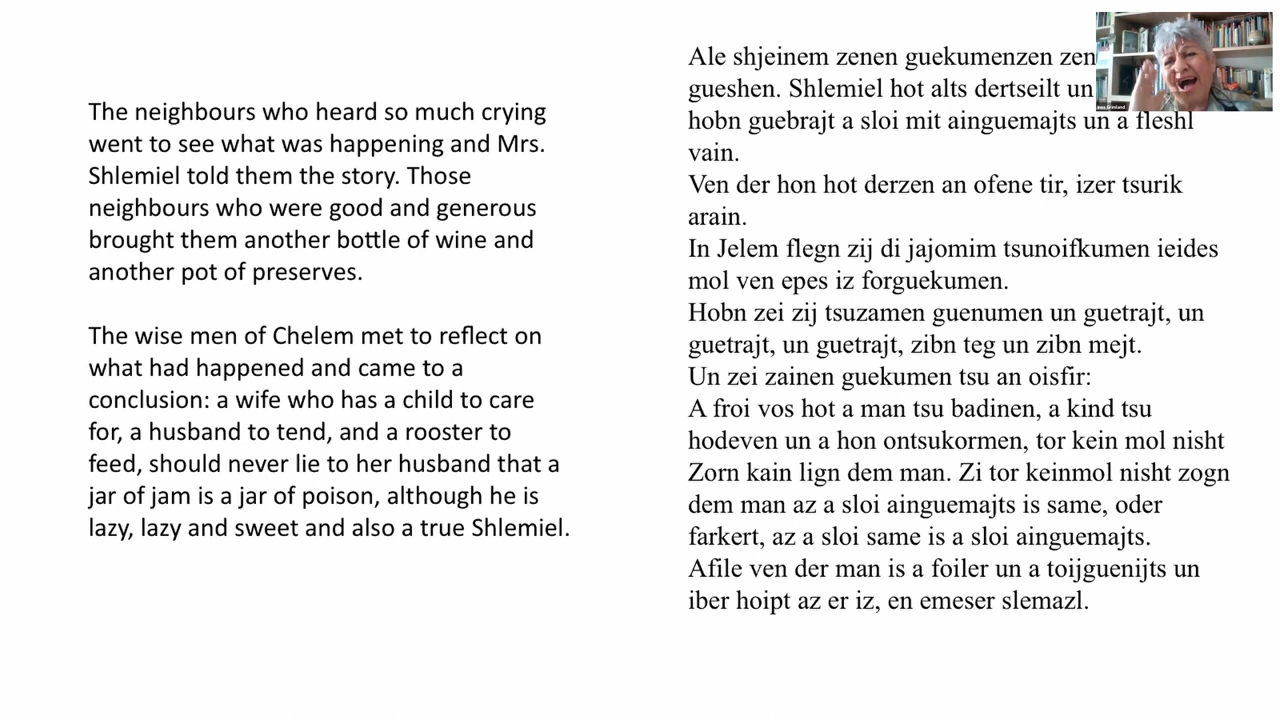 The neighbours who heard so much crying
went to see what was happening and Mrs.
Shlemiel told them the story. Those
neighbours who were good and generous
brought them another bottle of wine and
another pot of preserves.
The wise men of Chelem met to reflect on
what had happened and came to a
conclusion: a wife who has a child to care
for, a husband to tend, and a rooster to
feed, should never lie to her husband that a
jar of jam is a jar of poison, although he is
lazy, lazy and sweet and also a true Shlemiel.
Ale shjeinem zenen guekumenzen zen
gueshen. Shlemiel hot alts dertseilt un
hobn guebrajt a sloi mit ainguemajts un a fleshl
vain.
Ven der hon hot derzen an ofene tir, izer tsurik
arain.
In Jelem flegn zij di jajomim tsunoifkumen ieides
mol ven epes iz forguekumen.
Hobn zei zij tsuzamen guenumen un guetrajt, un
guetrajt, un guetrajt, zibn teg un zibn mejt.
Un zei zainen guekumen tsu an oisfir:
A froi vos hot a man tsu badinen, a kind tsu
hodeven un a hon ontsukormen, tor kein mol nisht
Zorn kain lign dem man. Zi tor keinmol nisht zogn
dem man az a sloi ainguemajts is same, oder
farkert, az a sloi same is a sloi ainguemajts.
Afile ven der man is a foiler un a toijguenijts un
iber hoipt az er iz, en emeser slemazl.